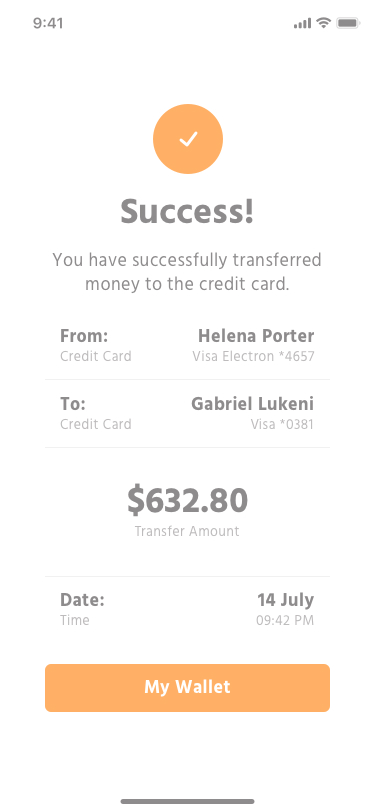 9:41
Success!
You have successfully transferred
money to the credit card.
From: Helena Porter
Credit Card Visa Electron *4657
To: Gabriel Lukeni
Credit Card Visa *0381
$632.80
Transfer Amount
Date: 14 July
Time 09:42 PM
My Wallet